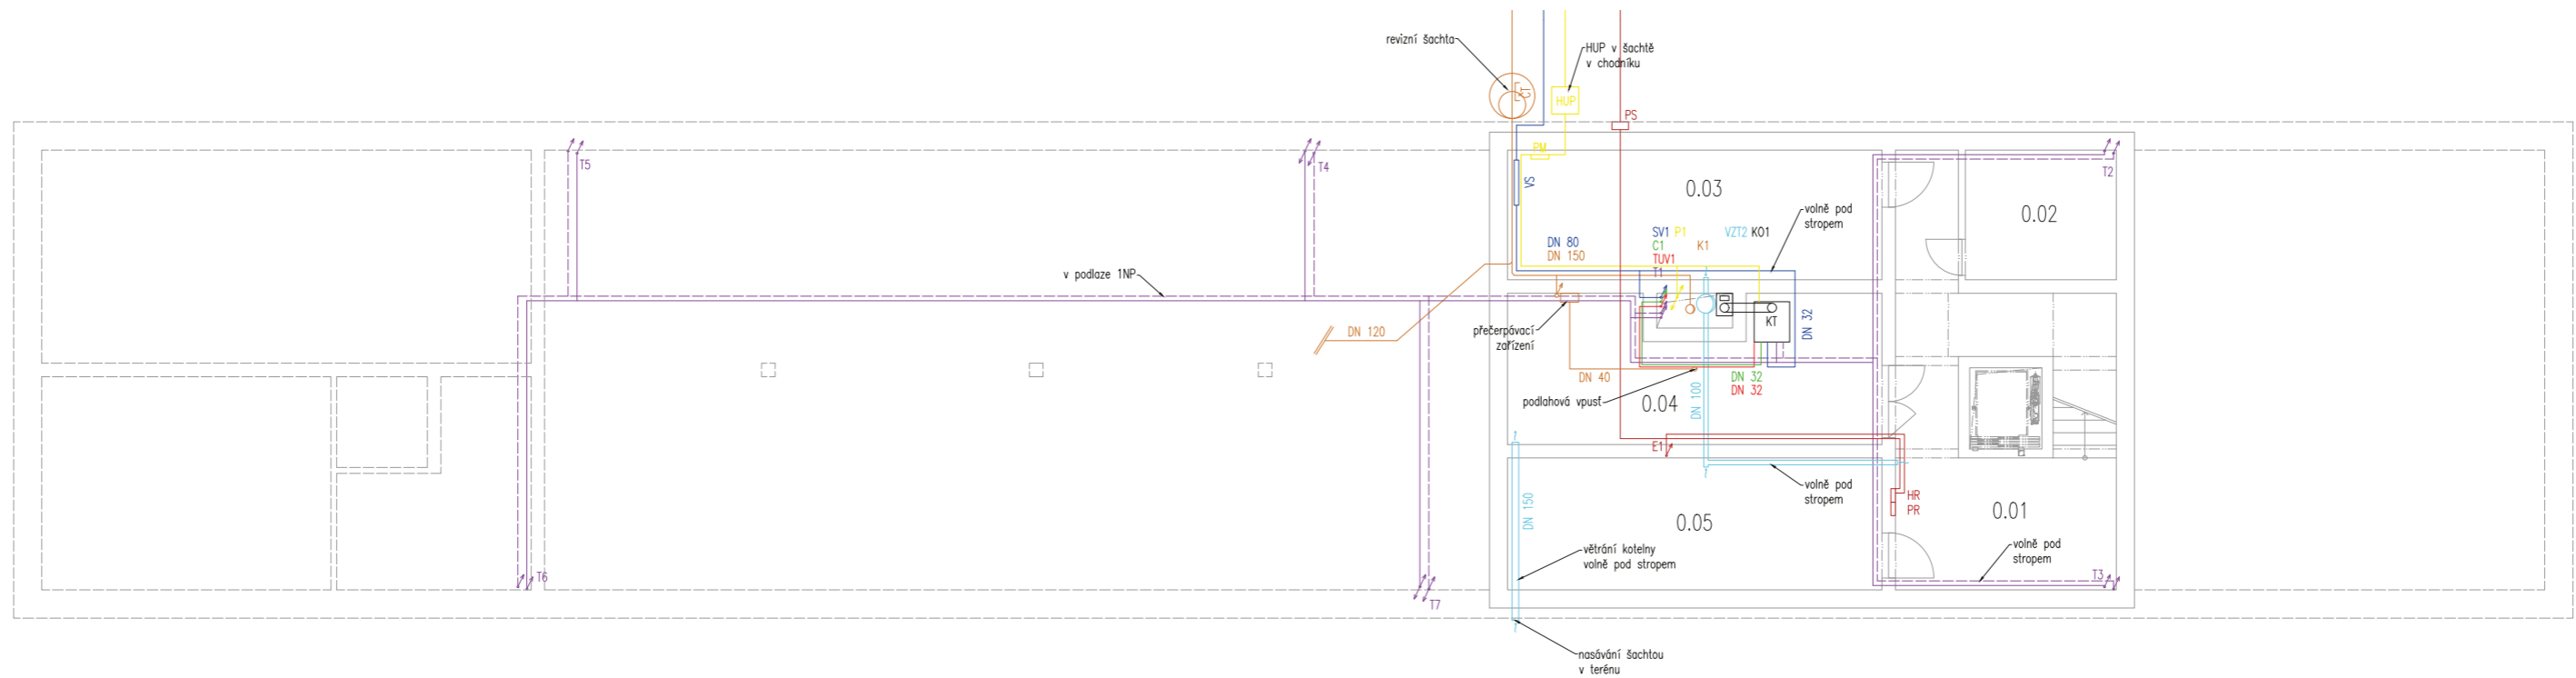 revizní šachta
HUP v šachtě
v chodníku
CT
HUP
PS
T5
T4
PM
VS
0.03
T2
0.02
volně pod
stropem
SV1 P1
VZT2 KO1
C1
K1
TUV1
T1
DN 80
DN 150
v podlaze 1NP
přečerpávací
zařízení
KT
DN 32
DN 120
DN 40
DN 32
DN 32
podlahová vpusť
0.04
DN 100
E1
volně pod
stropem
HR
PR
0.01
0.05
DN 150
větrání kotelny
volně pod stropem
volně pod
stropem
T6
T7
T3
nasávání šachtou
v terénu